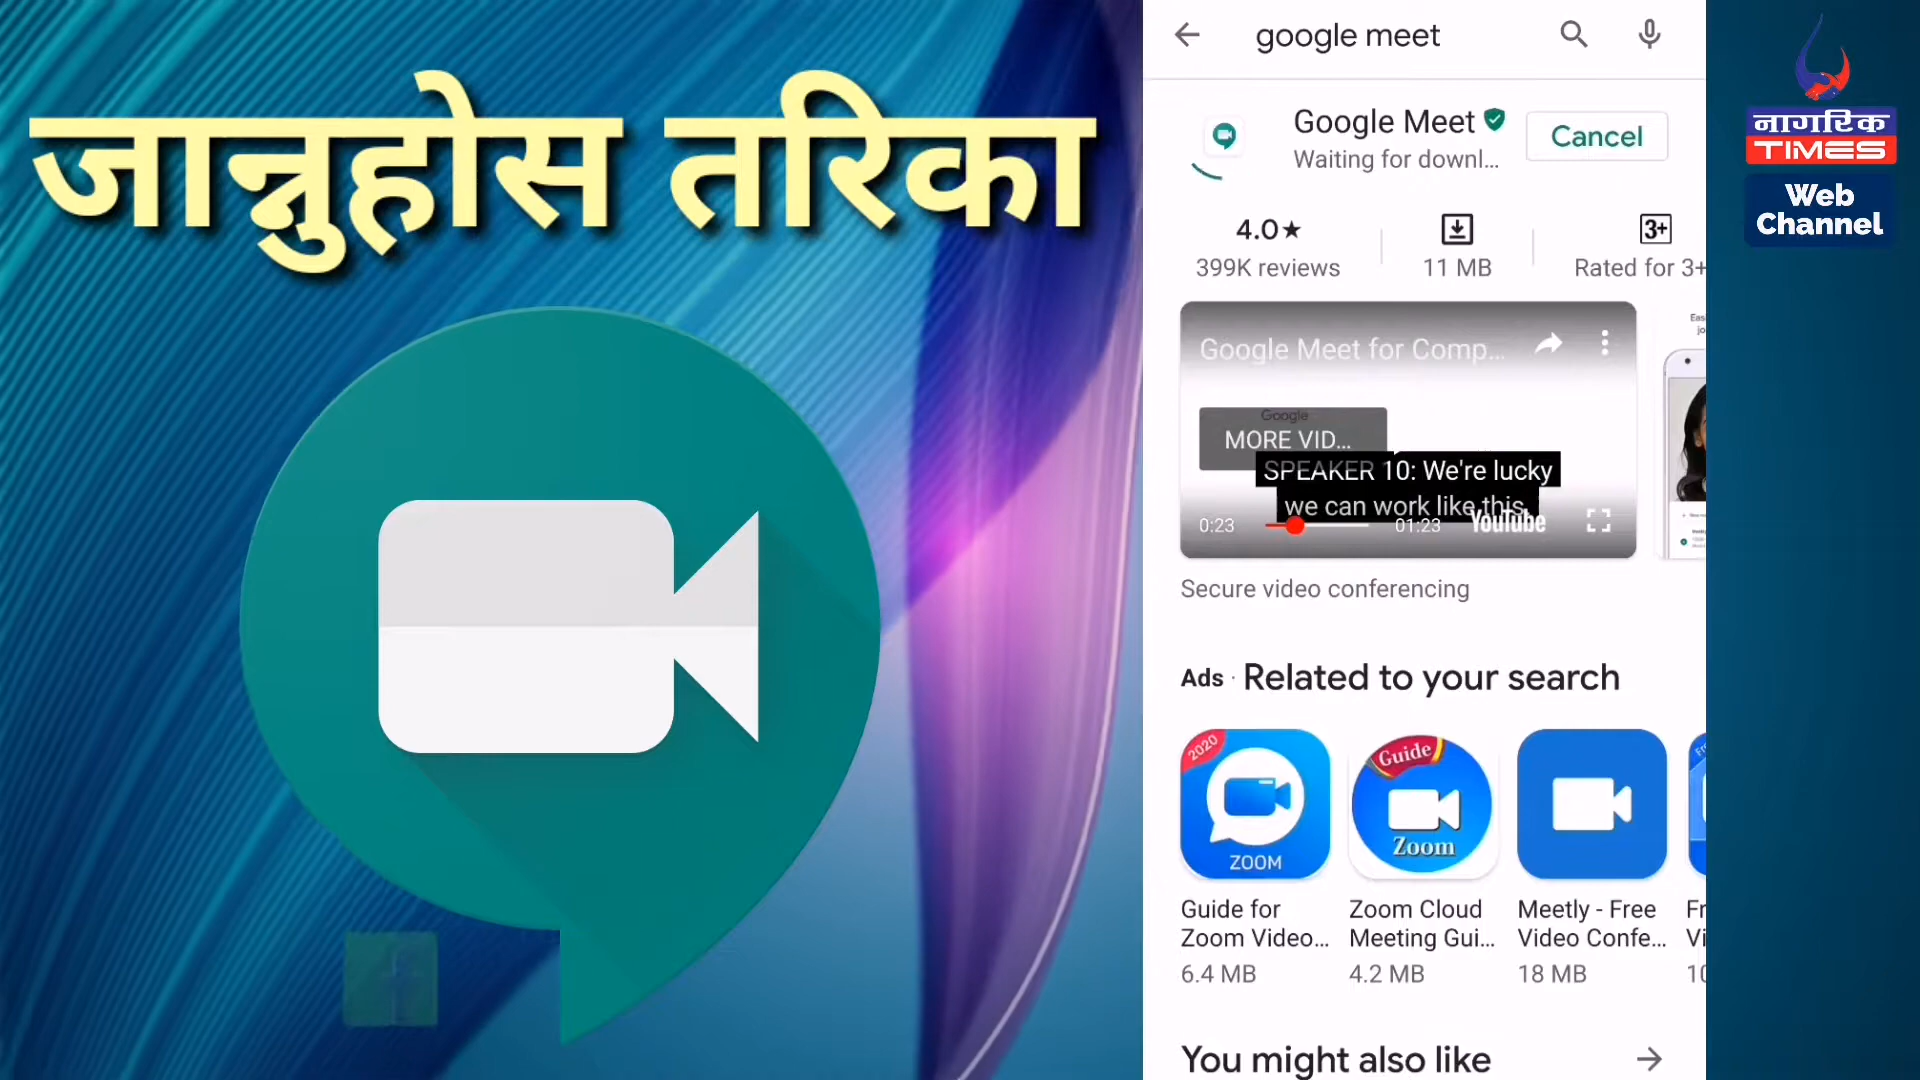 जान्नुहोस तरिका
google meet
Google Meet
Waiting for downl...
Cancel
4.0★
399K reviews
11 MB
3+
Rated for 3+
Google Meet for Comp...
Google
MORE VID...
SPEAKER 10: We're lucky
we can work like this.
0:23
01:23
YouTube
Secure video conferencing
Ads · Related to your search
2020
ZOOM
Guide
Zoom
Guide for
Zoom Video...
6.4 MB
Zoom Cloud
Meeting Gui...
4.2 MB
Meetly - Free
Video Confe...
18 MB
Fr
Vi
10
You might also like
नागरिक
TIMES
Web
Channel